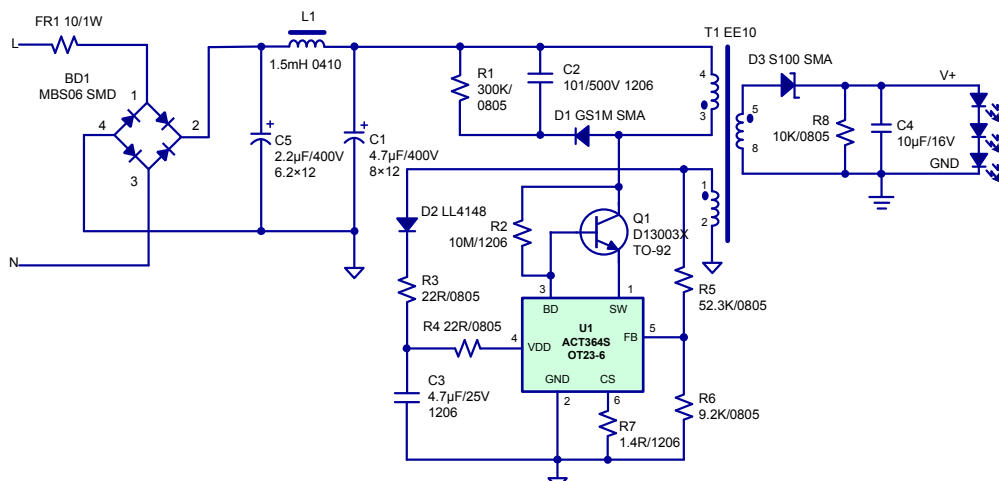 FR1 10/1W
L
BD1
MBS06 SMD
1
4
2
3
N
L1
1.5mH 0410
+
C5
2.2µF/400V
6.2×12
+
C1
4.7µF/400V
8×12
R1
300K/
0805
C2
101/500V 1206
D1 GS1M SMA
T1 EE10
4
3
5
8
1
2
D3 S100 SMA
V+
R8
10K/0805
C4
10µF/16V
GND
D2 LL4148
R2
10M/1206
Q1
D13003X
TO-92
R3
22R/0805
R4 22R/0805
R5
52.3K/0805
3
1
BD
SW
U1
ACT364S
OT23-6
4
VDD
FB
5
GND
CS
2
6
C3
4.7µF/25V
1206
R7
1.4R/1206
R6
9.2K/0805